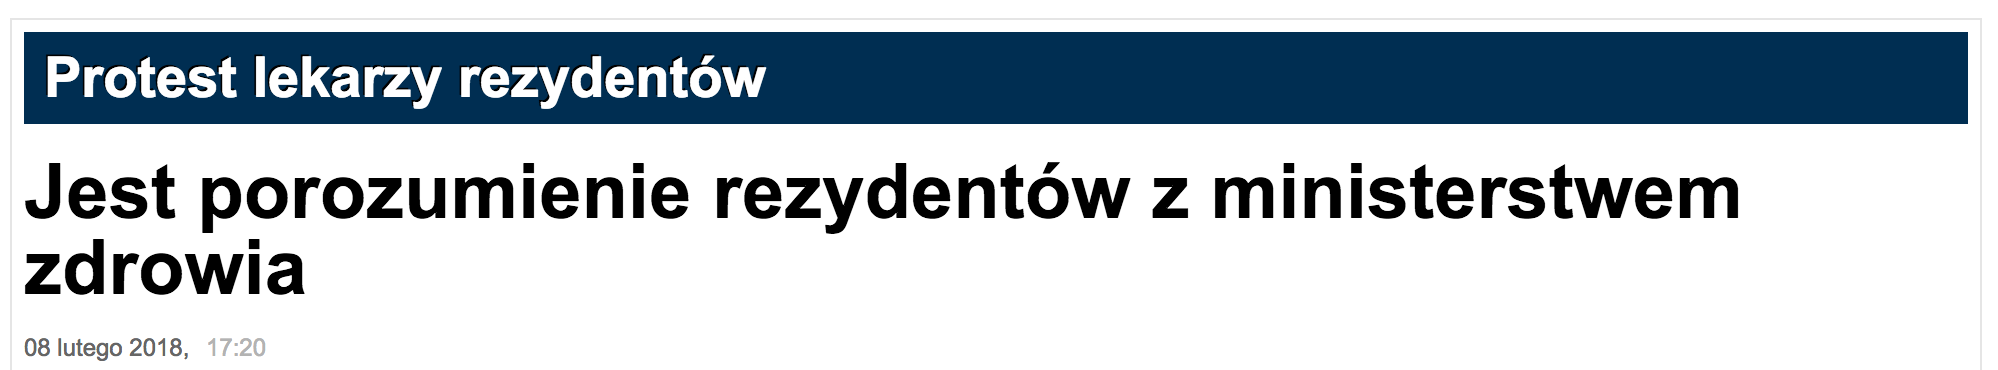 Protest lekarzy rezydentów
Jest porozumienie rezydentów z ministerstwem
zdrowia
08 lutego 2018, 17:20